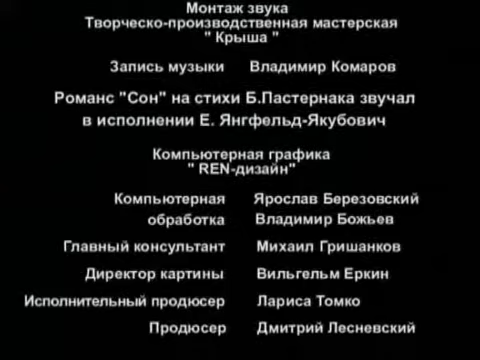 Монтаж звука
Творческо-производственная мастерская
" Крыша "
Запись музыки Владимир Комаров
Романс "Сон" на стихи Б.Пастернака звучал
в исполнении Е. Янгфельд-Якубович
Компьютерная графика
" REN-дизайн"
Компьютерная Ярослав Березовский
обработка Владимир Божьев
Главный консультант Михаил Гришанков
Директор картины Вильгельм Еркин
Исполнительный продюсер Лариса Томко
Продюсер Дмитрий Лесневский